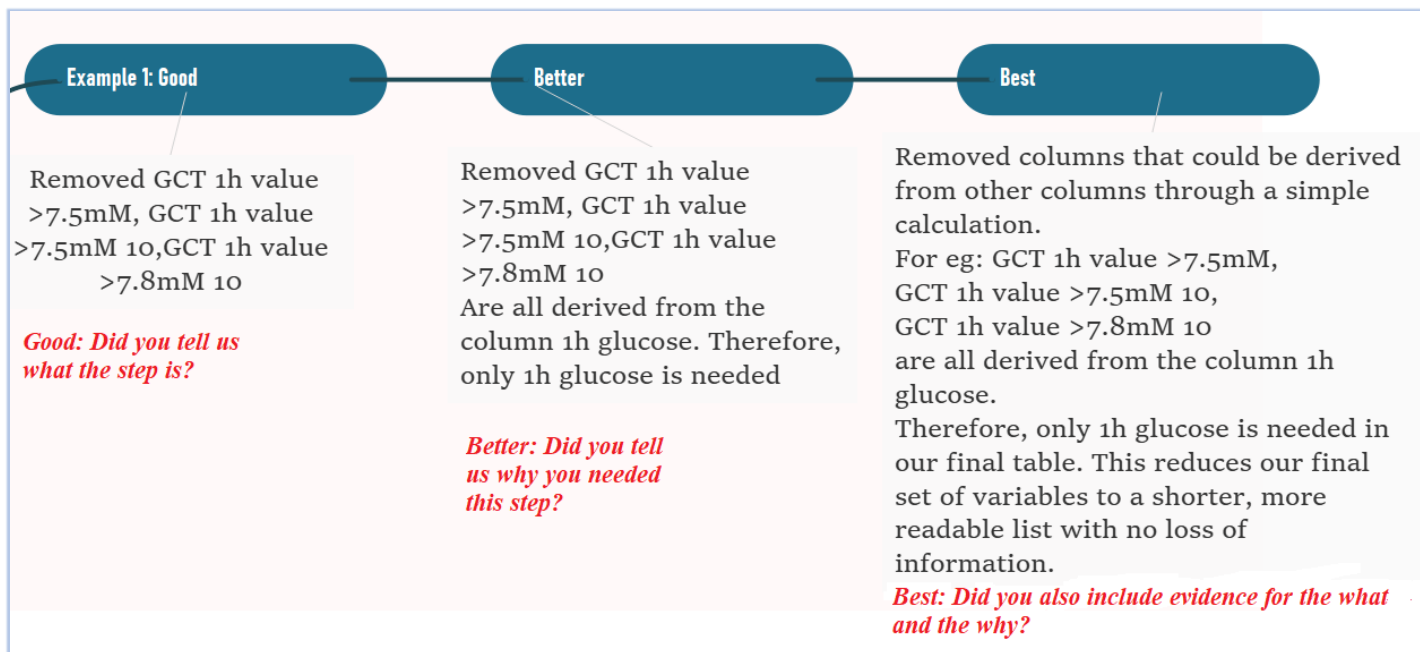 Example 1: Good
Removed GCT 1h value
>7.5mM, GCT 1h value
>7.5mM 10,GCT 1h value
>7.8mM 10
Good: Did you tell us
what the step is?
Better
Removed GCT 1h value
>7.5mM, GCT 1h value
>7.5mM 10,GCT 1h value
>7.8mM 10
Are all derived from the
column 1h glucose. Therefore,
only 1h glucose is needed
Better: Did you tell
us why you needed
this step?
Best
Removed columns that could be derived
from other columns through a simple
calculation.
For eg: GCT 1h value >7.5mM,
GCT 1h value >7.5mM 10,
GCT 1h value >7.8mM 10
are all derived from the column 1h
glucose.
Therefore, only 1h glucose is needed in
our final table. This reduces our final
set of variables to a shorter, more
readable list with no loss of
information.
Best: Did you also include evidence for the what
and the why?